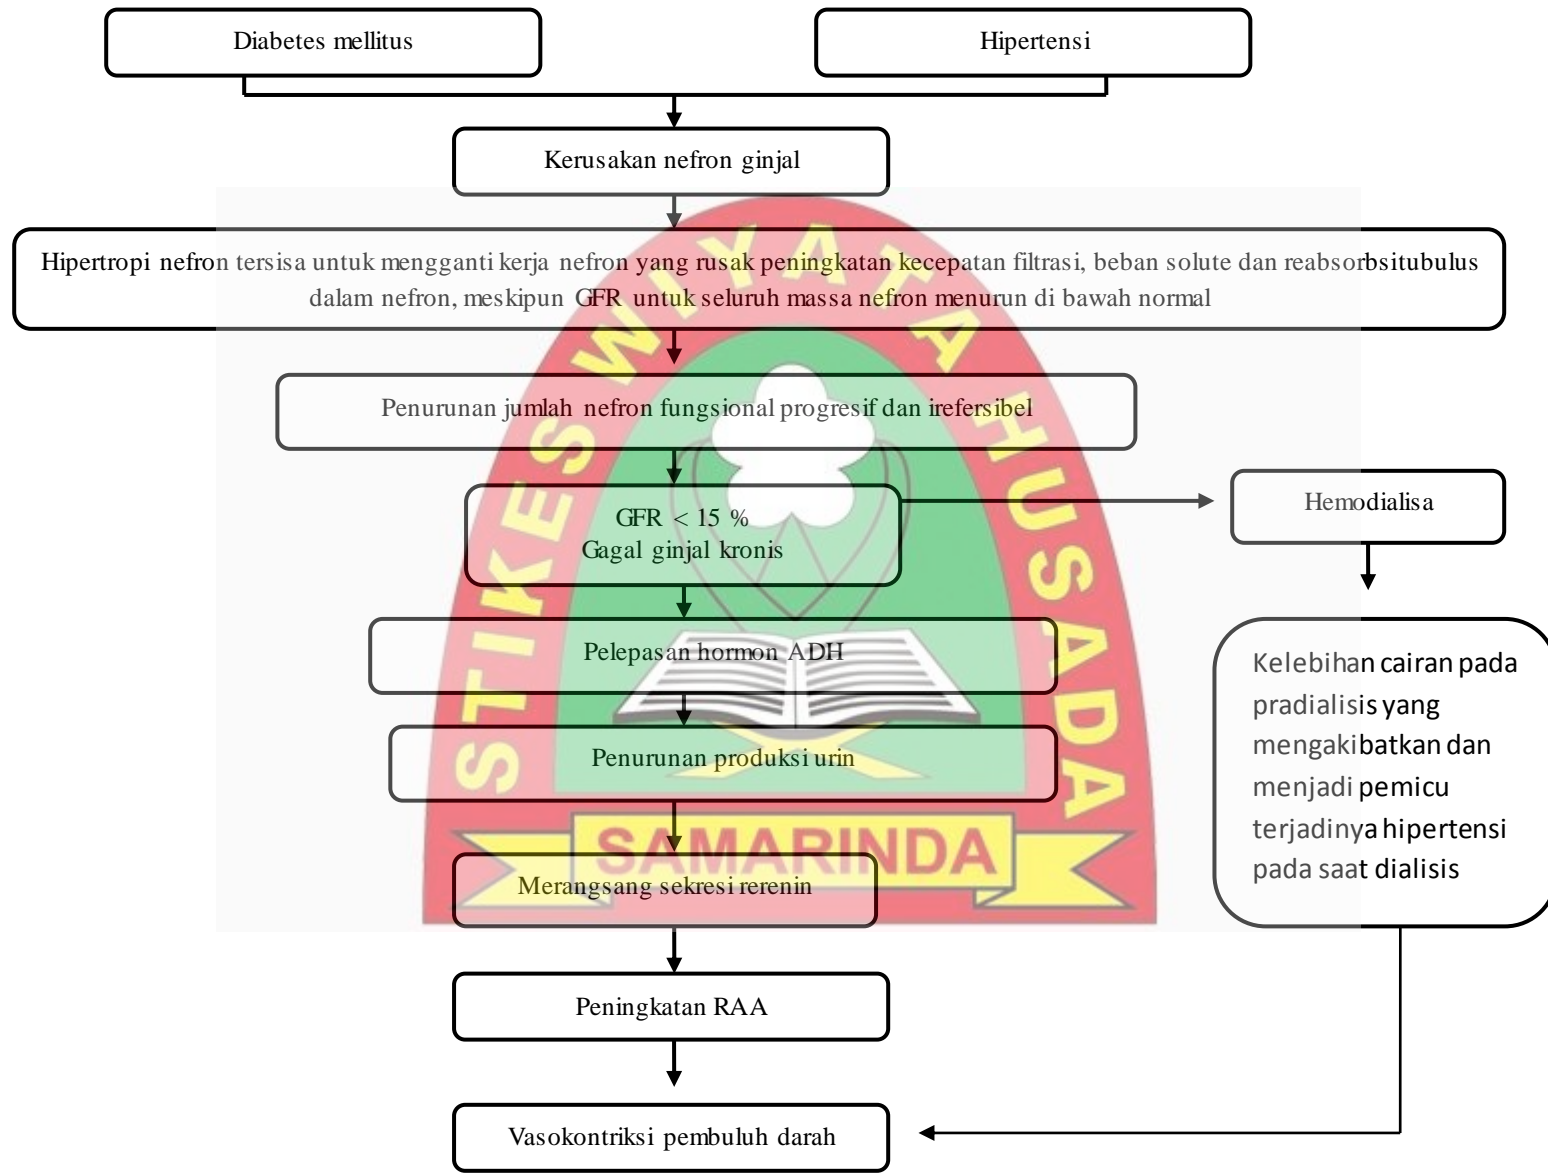 Diabetes mellitus
Hipertensi
Kerusakan nefron ginjal
Hipertropi nefron tersisa untuk mengganti kerja nefron yang rusak peningkatan kecepatan filtrasi, beban solute dan reabsorbsitubulus
dalam nefron, meskipun GFR untuk seluruh massa nefron menurun di bawah normal
Penurunan jumlah nefron fungsional progresif dan irefersibel
GFR < 15 %
Gagal ginjal kronis
Hemodialisa
Pelepasan hormon ADH
Kelebihan cairan pada
pradialisis yang
mengakibatkan dan
menjadi pemicu
terjadinya hipertensi
pada saat dialisis
Penurunan produksi urin
Merangsang sekresi rerenin
Peningkatan RAA
Vasokontriksi pembuluh darah
STIKES WIYATA HUSADA
SAMARINDA